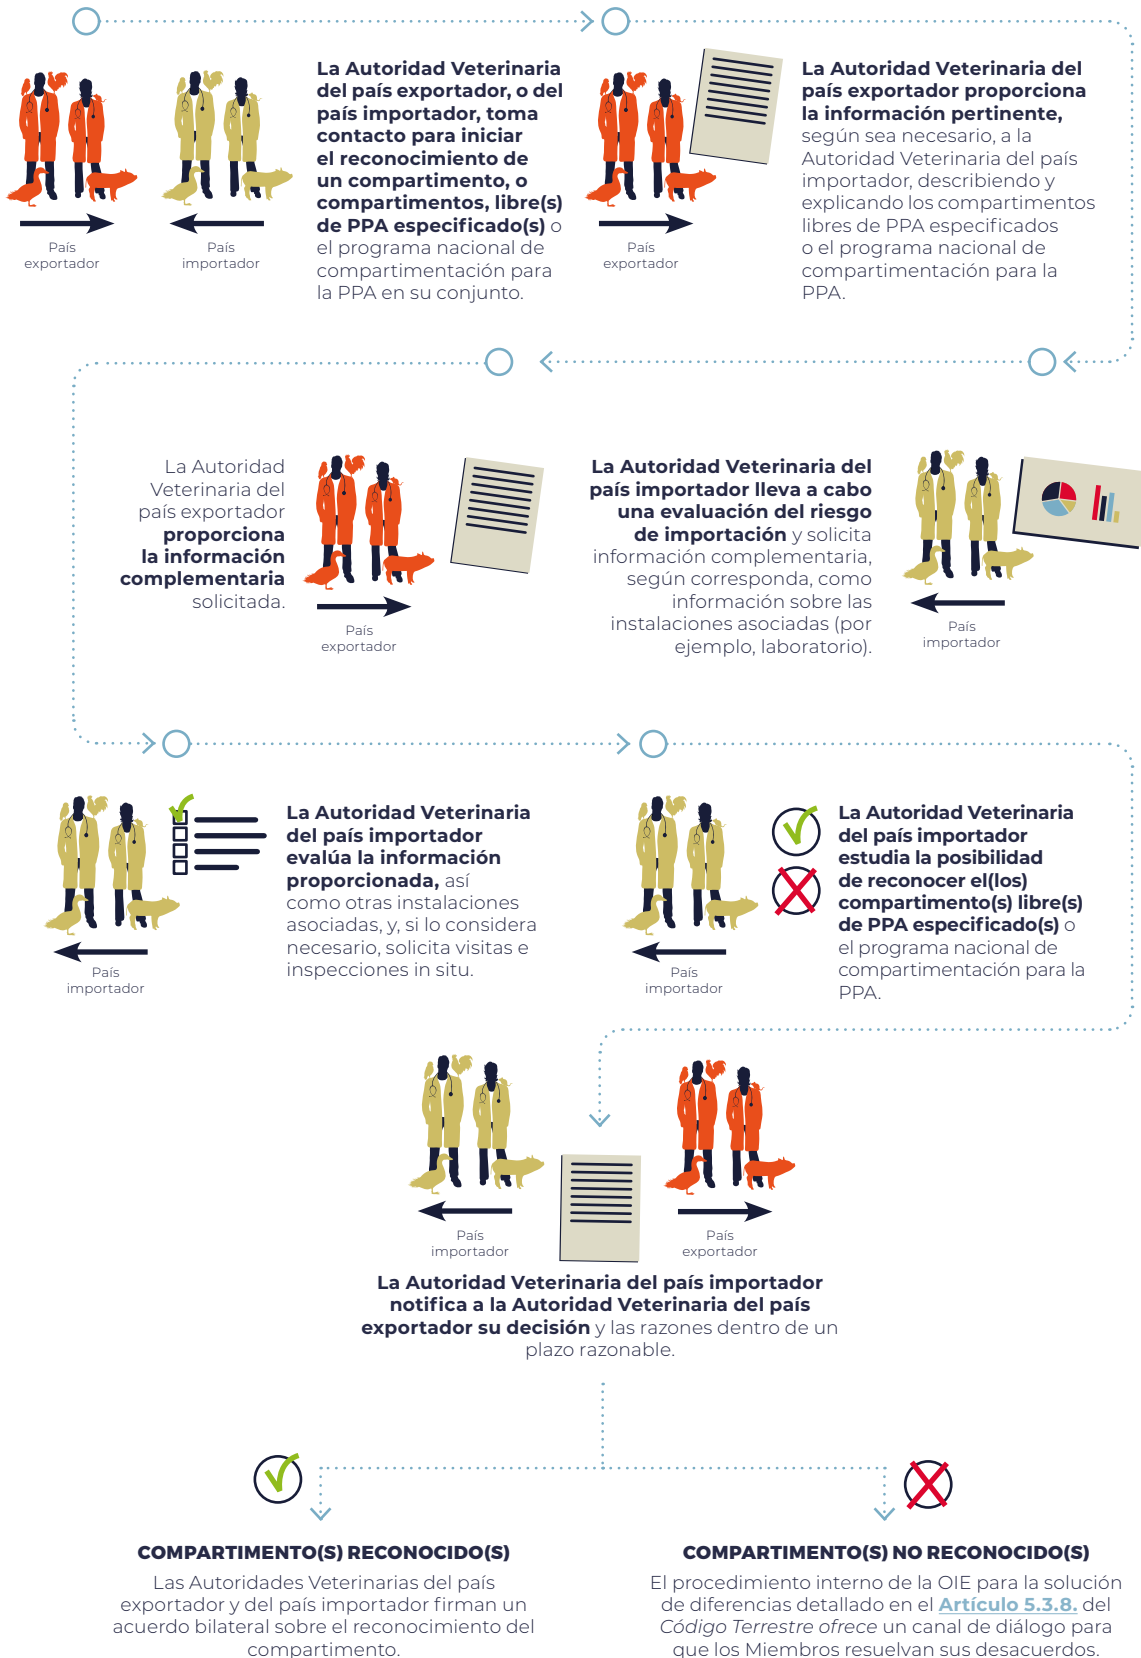 La Autoridad Veterinaria
del país exportador, o del
país importador, toma
contacto para iniciar
el reconocimiento de
un compartimento, o
compartimentos, libre(s)
de PPA especificado(s) o
el programa nacional de
compartimentación para
la PPA en su conjunto.
País
exportador
País
importador
La Autoridad Veterinaria del
país exportador proporciona
la información pertinente,
según sea necesario, a la
Autoridad Veterinaria del país
importador, describiendo y
explicando los compartimentos
libres de PPA especificados
o el programa nacional de
compartimentación para la
PPA.
País
exportador
La Autoridad Veterinaria del
país importador lleva a cabo
una evaluación del riesgo
de importación y solicita
información complementaria,
según corresponda, como
información sobre las
instalaciones asociadas (por
ejemplo, laboratorio).
País
importador
La Autoridad
Veterinaria del
país exportador
proporciona
la información
complementaria
solicitada.
País
exportador
La Autoridad Veterinaria
del país importador
evalúa la información
proporcionada, así
como otras instalaciones
asociadas, y, si lo considera
necesario, solicita visitas e
inspecciones in situ.
País
importador
La Autoridad Veterinaria
del país importador
estudia la posibilidad
de reconocer el(los)
compartimento(s) libre(s)
de PPA especificado(s) o
el programa nacional de
compartimentación para la
PPA.
País
importador
País
importador
País
exportador
La Autoridad Veterinaria del país importador
notifica a la Autoridad Veterinaria del país
exportador su decisión y las razones dentro de un
plazo razonable.
COMPARTIMENTO(S) RECONOCIDO(S)
Las Autoridades Veterinarias del país
exportador y del país importador firman un
acuerdo bilateral sobre el reconocimiento del
compartimento.
COMPARTIMENTO(S) NO RECONOCIDO(S)
El procedimiento interno de la OIE para la solución
de diferencias detallado en el Artículo 5.3.8. del
Código Terrestre ofrece un canal de diálogo para
que los Miembros resuelvan sus desacuerdos.